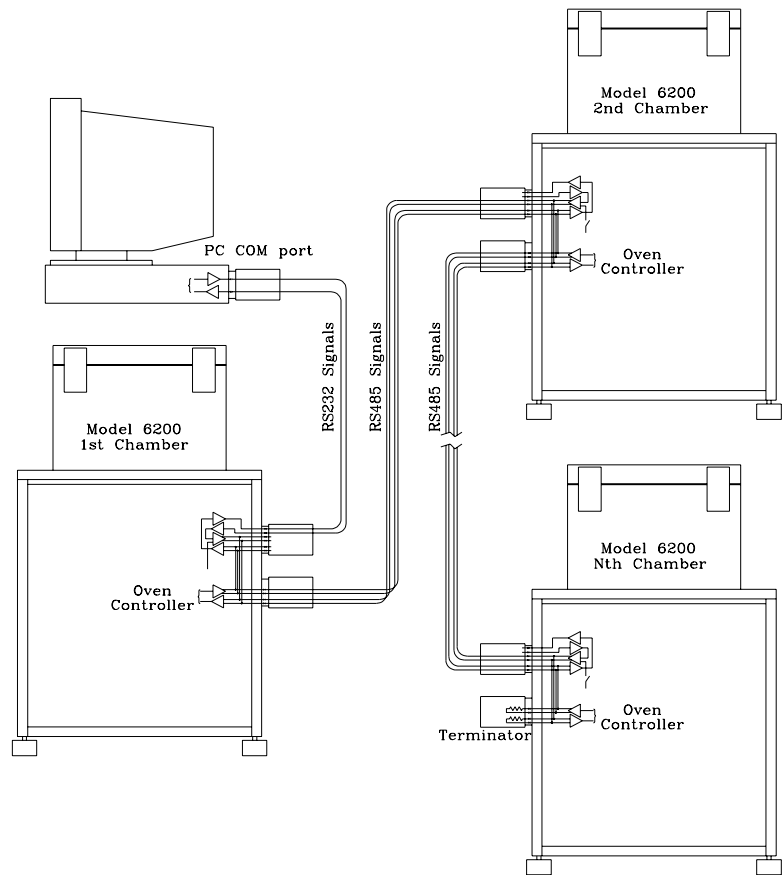 Model 6200
2nd Chamber
PC COM port
Oven
Controller
RS232 Signals
RS485 Signals
RS485 Signals
Model 6200
1st Chamber
Model 6200
Nth Chamber
Oven
Controller
Oven
Controller
Terminator